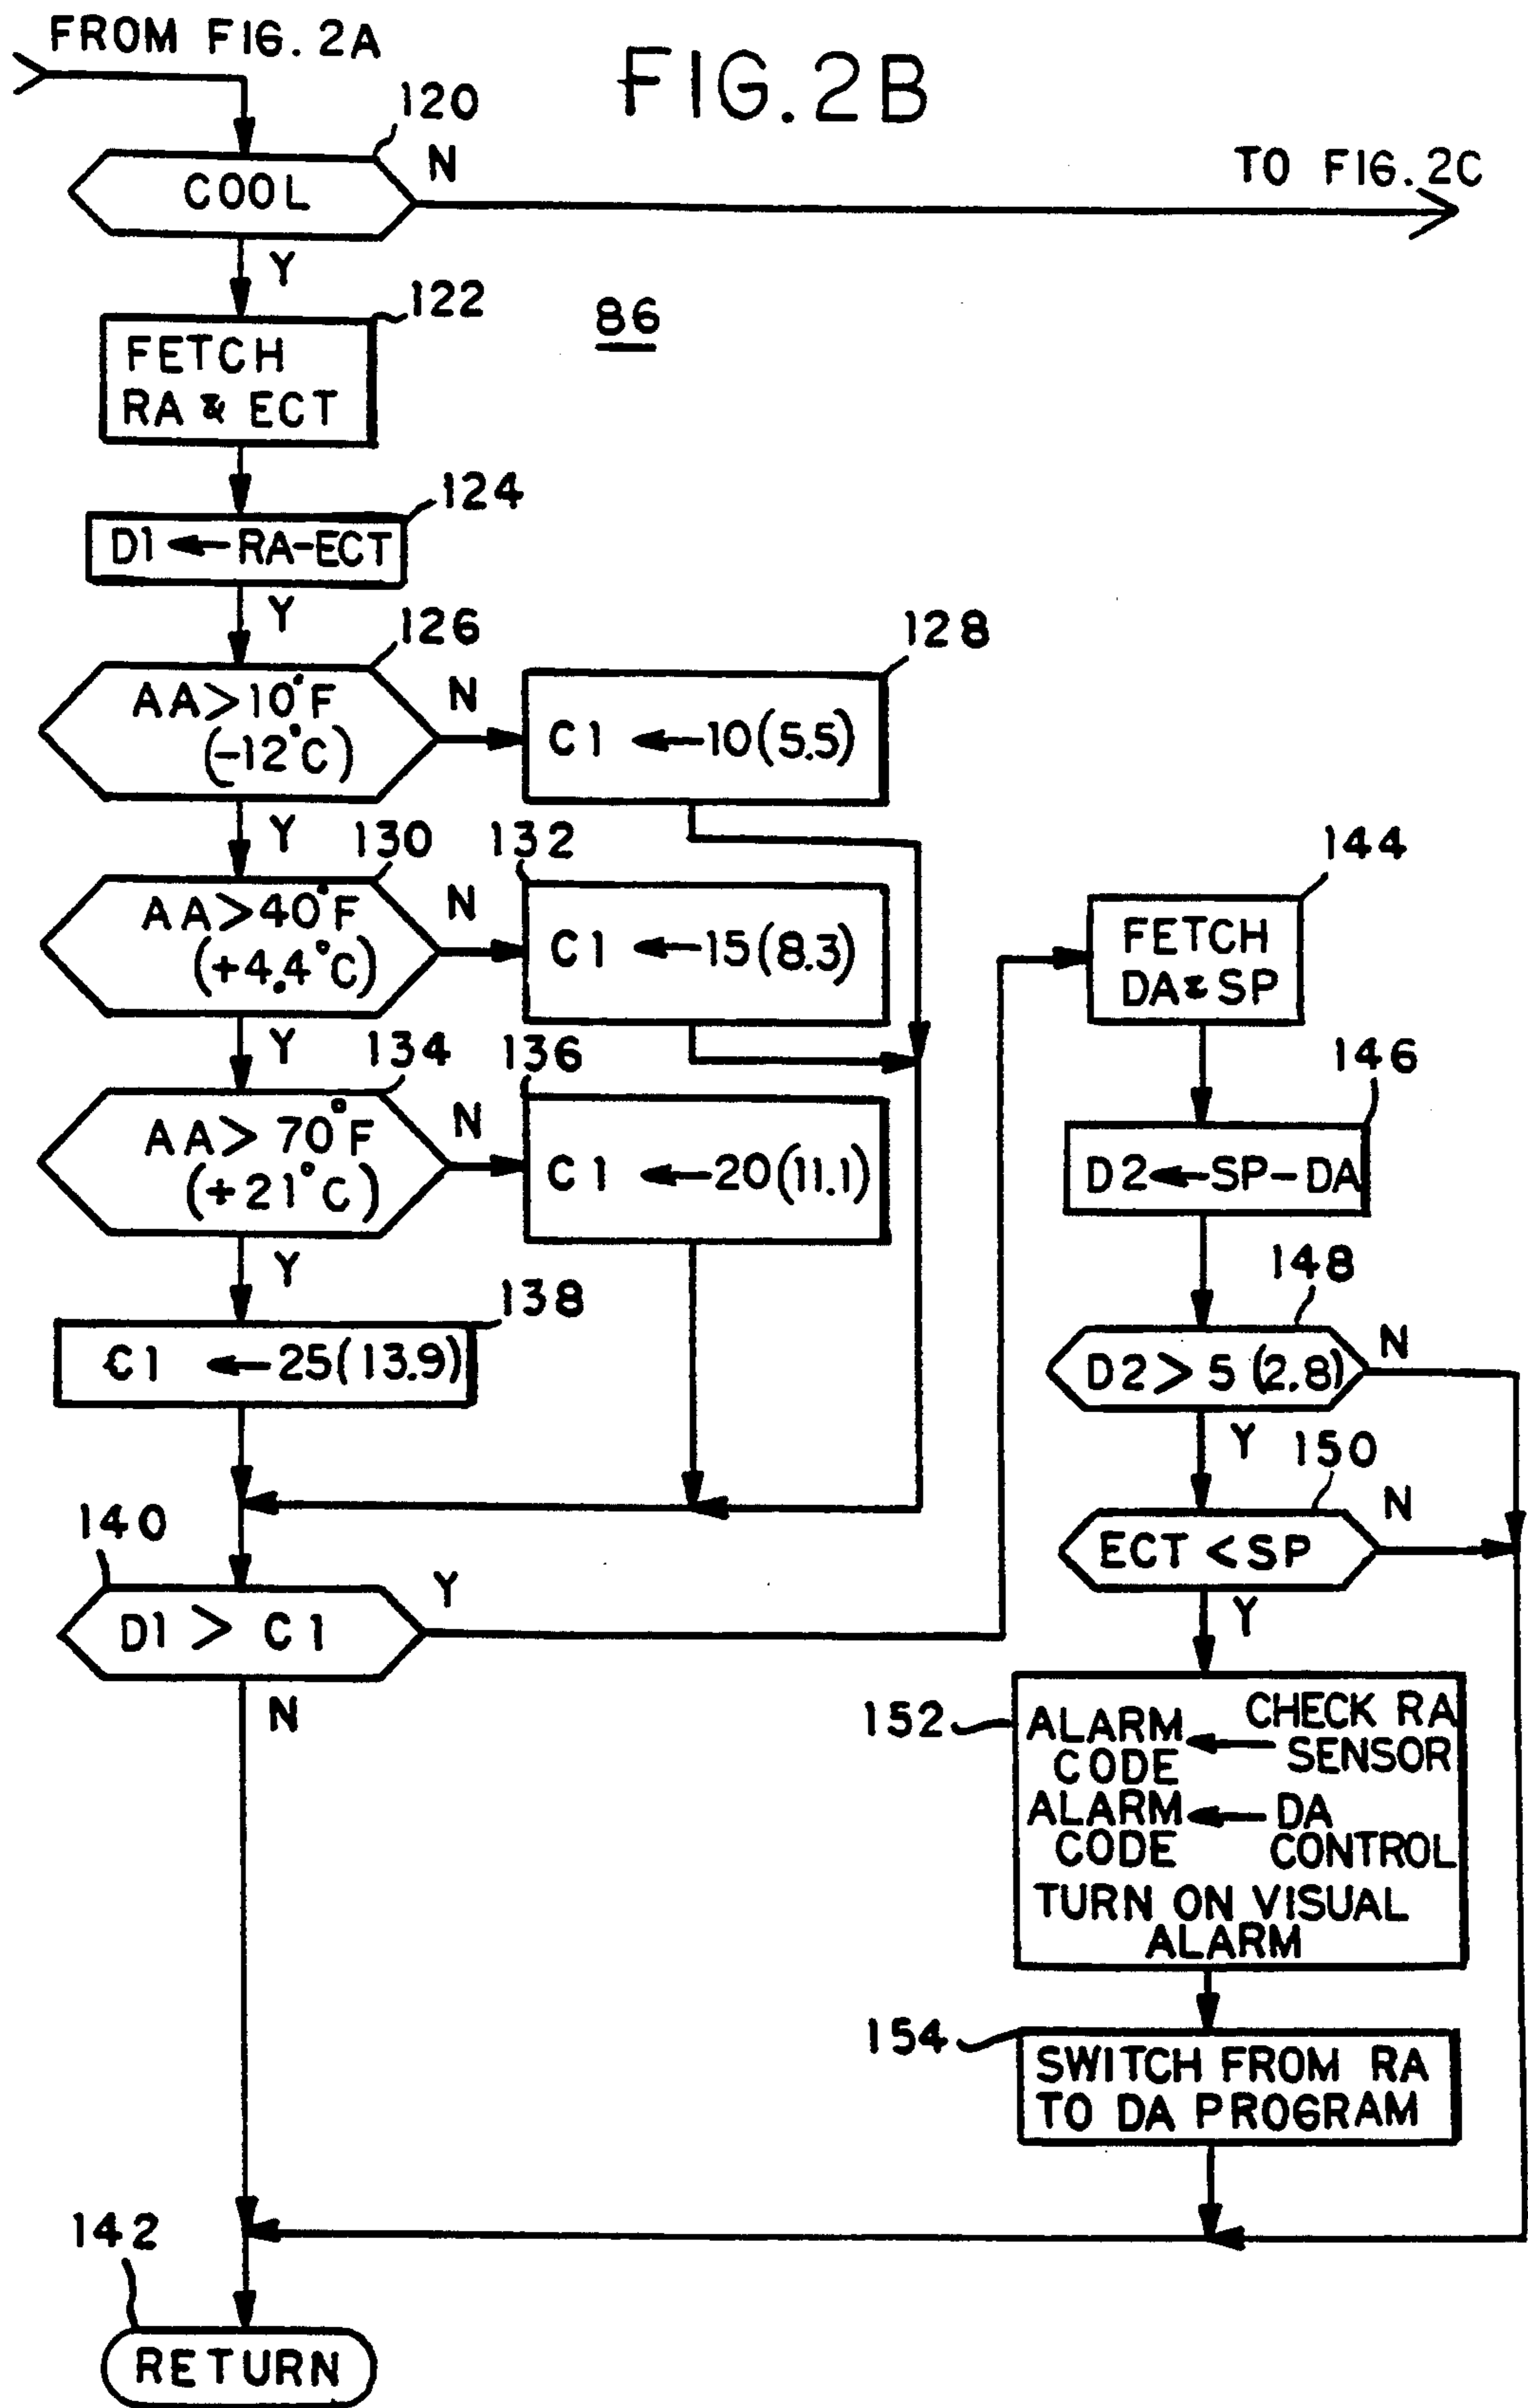 FROM FIG. 2A
FIG. 2B
120
COOL
N
TO FIG. 2C
Y
122
FETCH
RA & ECT
86
124
D1 ← RA-ECT
Y
126
AA > 10°F
(-12°C)
N
128
C1 ← 10(5.5)
Y
130
AA > 40°F
(+4.4°C)
N
132
C1 ← 15(8.3)
Y
134
AA > 70°F
(+21°C)
N
136
C1 ← 20(11.1)
Y
138
C1 ← 25(13.9)
140
D1 > C1
Y
N
144
FETCH
DA & SP
146
D2 ← SP-DA
148
D2 > 5 (2.8)
N
Y
150
ECT < SP
N
Y
152
ALARM CODE ← CHECK RA SENSOR
ALARM CODE ← DA CONTROL
TURN ON VISUAL
ALARM
154
SWITCH FROM RA
TO DA PROGRAM
142
RETURN